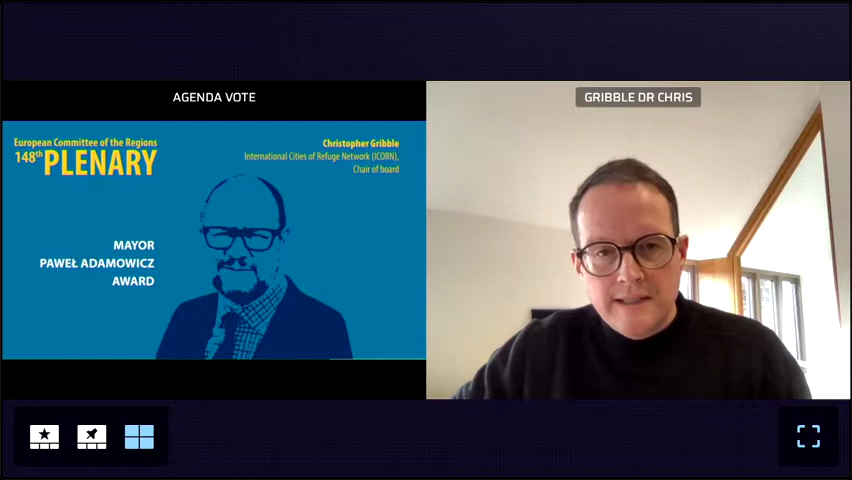 AGENDA VOTE
European Committee of the Regions
148th PLENARY
Christopher Gribble
International Cities of Refuge Network (ICORN),
Chair of board
MAYOR
PAWEŁ ADAMOWICZ
AWARD
GRIBBLE DR CHRIS